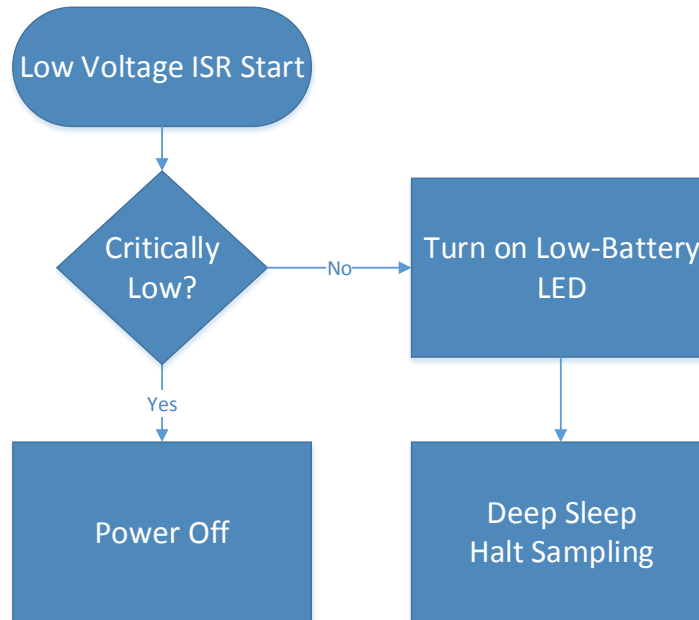 Low Voltage ISR Start
Critically
Low?
No
Turn on Low-Battery
LED
Yes
Power Off
Deep Sleep
Halt Sampling